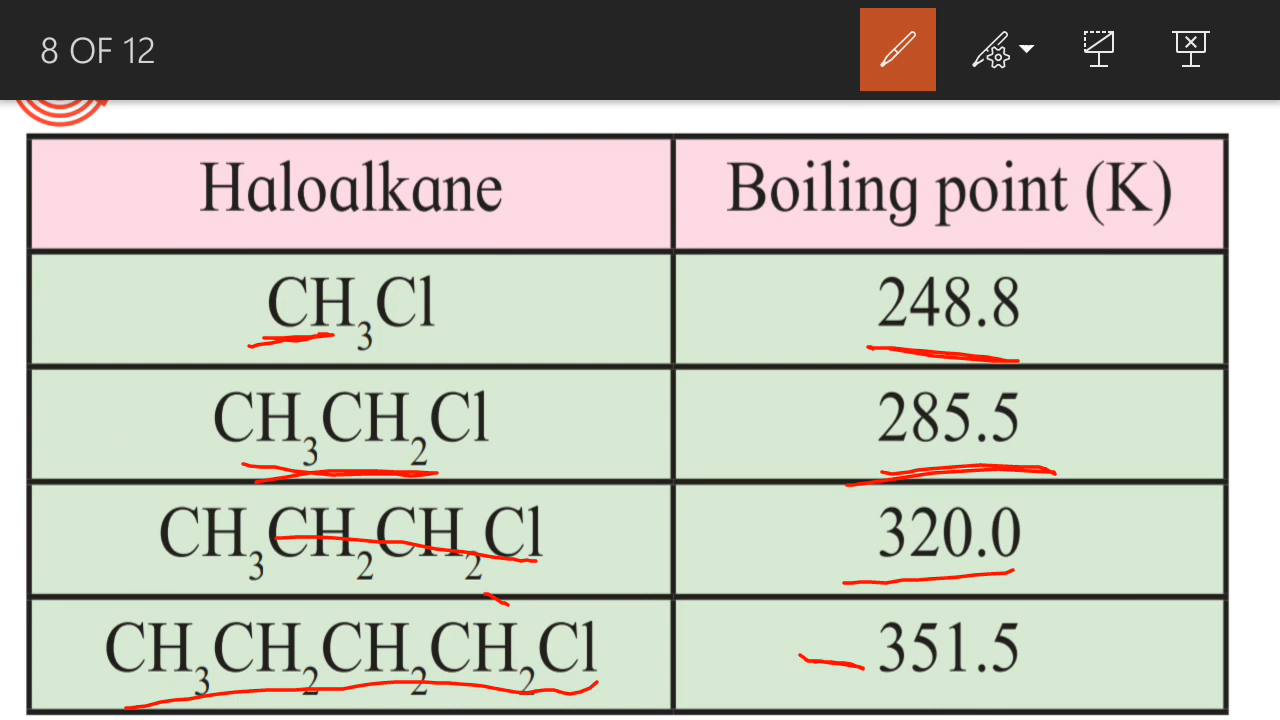 8 OF 12
Haloalkane Boiling point (K)
CH₃Cl 248.8
CH₃CH₂Cl 285.5
CH₃CH₂CH₂Cl 320.0
CH₃CH₂CH₂CH₂Cl 351.5